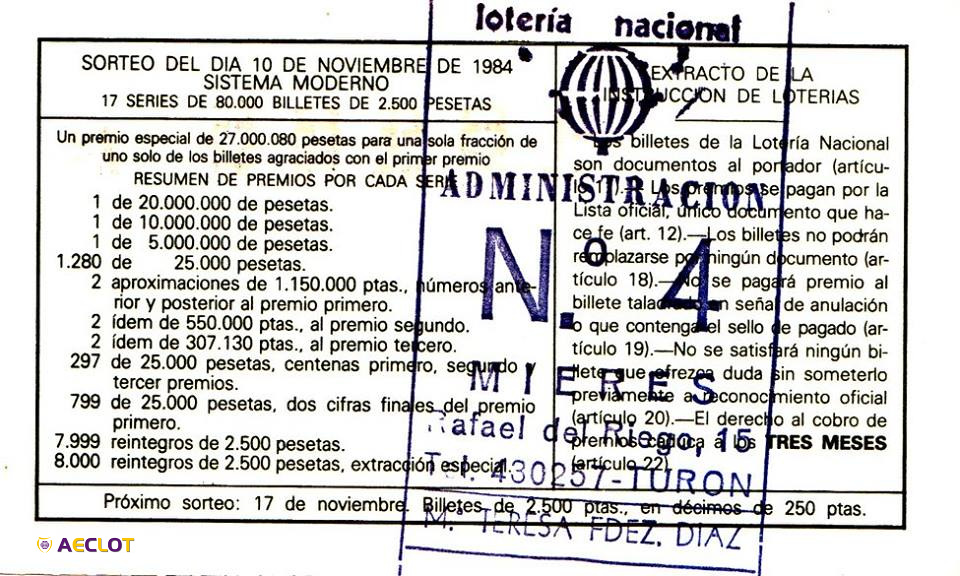 lotería nacional
SORTEO DEL DIA 10 DE NOVIEMBRE DE 1984
SISTEMA MODERNO
17 SERIES DE 80.000 BILLETES DE 2.500 PESETAS
Un premio especial de 27.000.080 pesetas para una sola fracción de
uno solo de los billetes agraciados con el primer premio
RESUMEN DE PREMIOS POR CADA SERIE
1 de 20.000.000 de pesetas.
1 de 10.000.000 de pesetas.
1 de 5.000.000 de pesetas.
1.280 de 25.000 pesetas.
2 aproximaciones de 1.150.000 ptas., números ante-
rior y posterior al premio primero.
2 ídem de 550.000 ptas., al premio segundo.
2 ídem de 307.130 ptas., al premio tercero.
297 de 25.000 pesetas, centenas primero, segundo y
tercer premios.
799 de 25.000 pesetas, dos cifras finales del premio
primero.
7.999 reintegros de 2.500 pesetas.
8.000 reintegros de 2.500 pesetas, extracción especial.
EXTRACTO DE LA
INSTRUCCION DE LOTERIAS
Los billetes de la Lotería Nacional
son documentos al portador (artícu-
lo 11).—Los premios se pagan por la
Lista oficial, único documento que ha-
ce fe (art. 12).—Los billetes no podrán
remplazarse por ningún documento (ar-
tículo 18).—No se pagará premio al
billete taladrado en señal de anulación
o que contenga el sello de pagado (ar-
tículo 19).—No se satisfará ningún bi-
llete que ofrezca duda sin someterlo
previamente a reconocimiento oficial
(artículo 20).—El derecho al cobro de
premios caduca a los TRES MESES
(artículo 22).
Próximo sorteo: 17 de noviembre. Billetes de 2.500 ptas., en décimos de 250 ptas.
ADMINISTRACION
N.º 4
MIERES
Rafael del Riego, 15
Tel. 430257-TURON
M.ª TERESA FDEZ. DIAZ
AECLOT